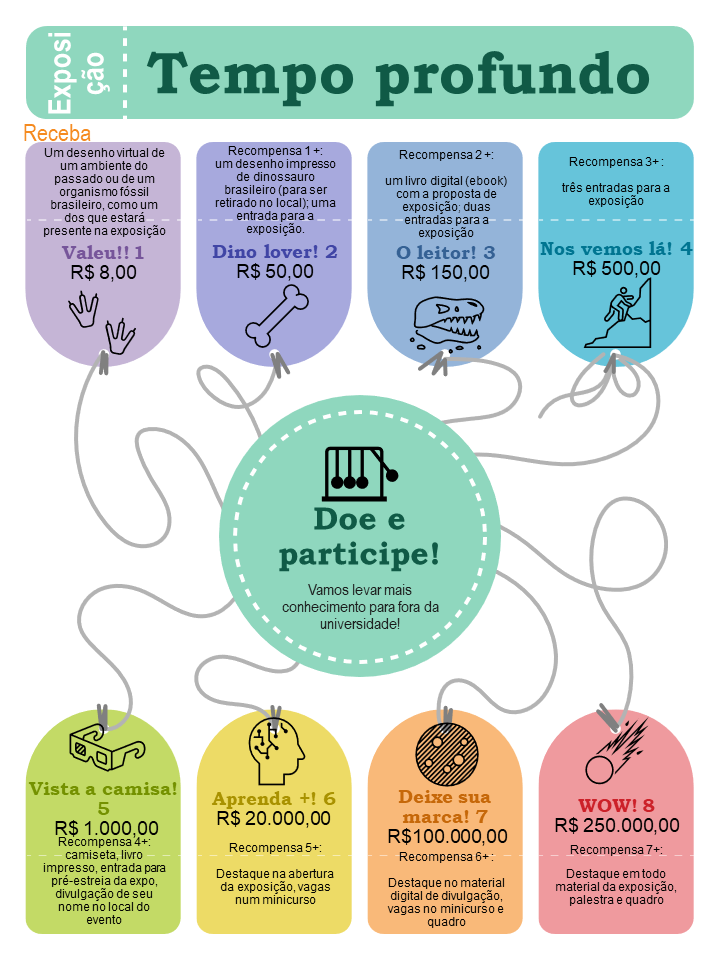 Exposi
ção
Tempo profundo
Receba
Um desenho virtual de
um ambiente do
passado ou de um
organismo fóssil
brasileiro, como um
dos que estará
presente na exposição
Valeu!! 1
R$ 8,00
Recompensa 1 +:
um desenho impresso
de dinossauro
brasileiro (para ser
retirado no local); uma
entrada para a
exposição.
Dino lover! 2
R$ 50,00
Recompensa 2 +:
um livro digital (ebook)
com a proposta de
exposição; duas
entradas para a
exposição
O leitor! 3
R$ 150,00
Recompensa 3+ :
três entradas para a
exposição
Nos vemos lá! 4
R$ 500,00
Doe e
participe!
Vamos levar mais
conhecimento para fora da
universidade!
Vista a camisa!
5
R$ 1.000,00
Recompensa 4+:
camiseta, livro
impresso, entrada para
pré-estreia da expo,
divulgação de seu
nome no local do
evento
Aprenda +! 6
R$ 20.000,00
Recompensa 5+:
Destaque na abertura
da exposição, vagas
num minicurso
Deixe sua
marca! 7
R$100.000,00
Recompensa 6+ :
Destaque no material
digital de divulgação,
vagas no minicurso e
quadro
WOW! 8
R$ 250.000,00
Recompensa 7+:
Destaque em todo
material da exposição,
palestra e quadro